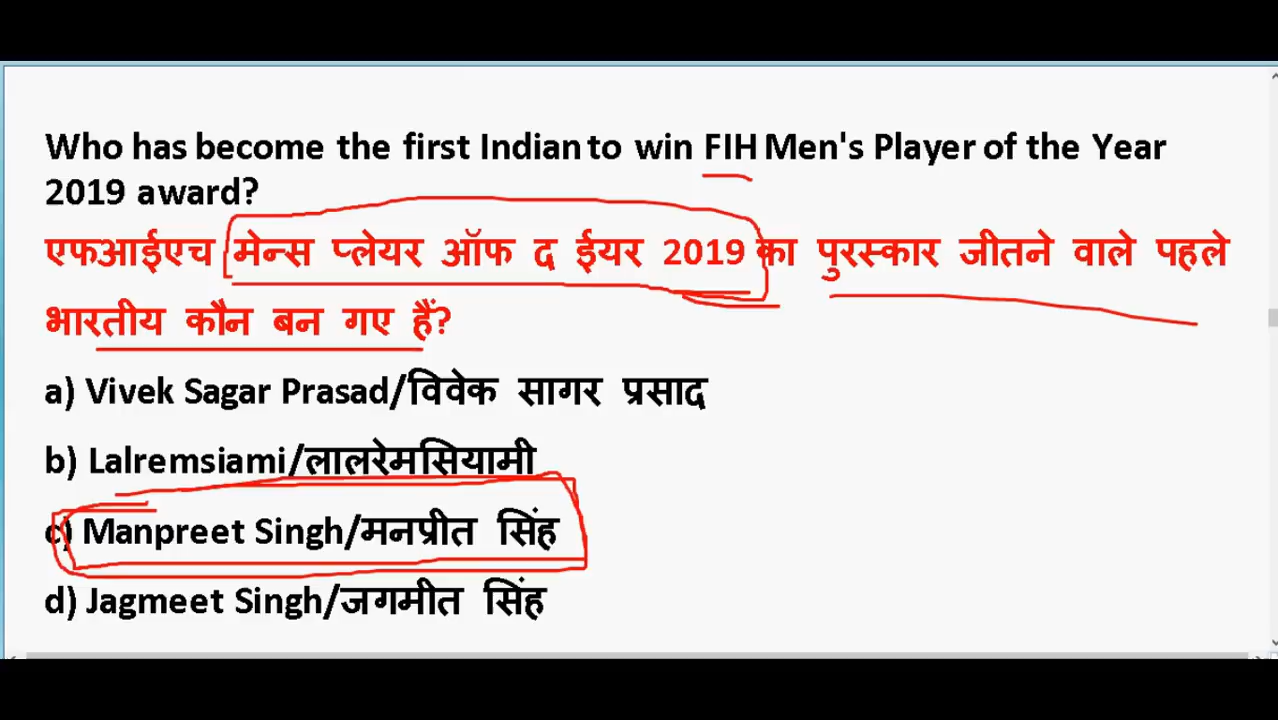 Who has become the first Indian to win FIH Men's Player of the Year
2019 award?
एफआईएच मेन्स प्लेयर ऑफ द ईयर 2019 का पुरस्कार जीतने वाले पहले
भारतीय कौन बन गए हैं?
a) Vivek Sagar Prasad/विवेक सागर प्रसाद
b) Lalremsiami/लालरेमसियामी
c) Manpreet Singh/मनप्रीत सिंह
d) Jagmeet Singh/जगमीत सिंह